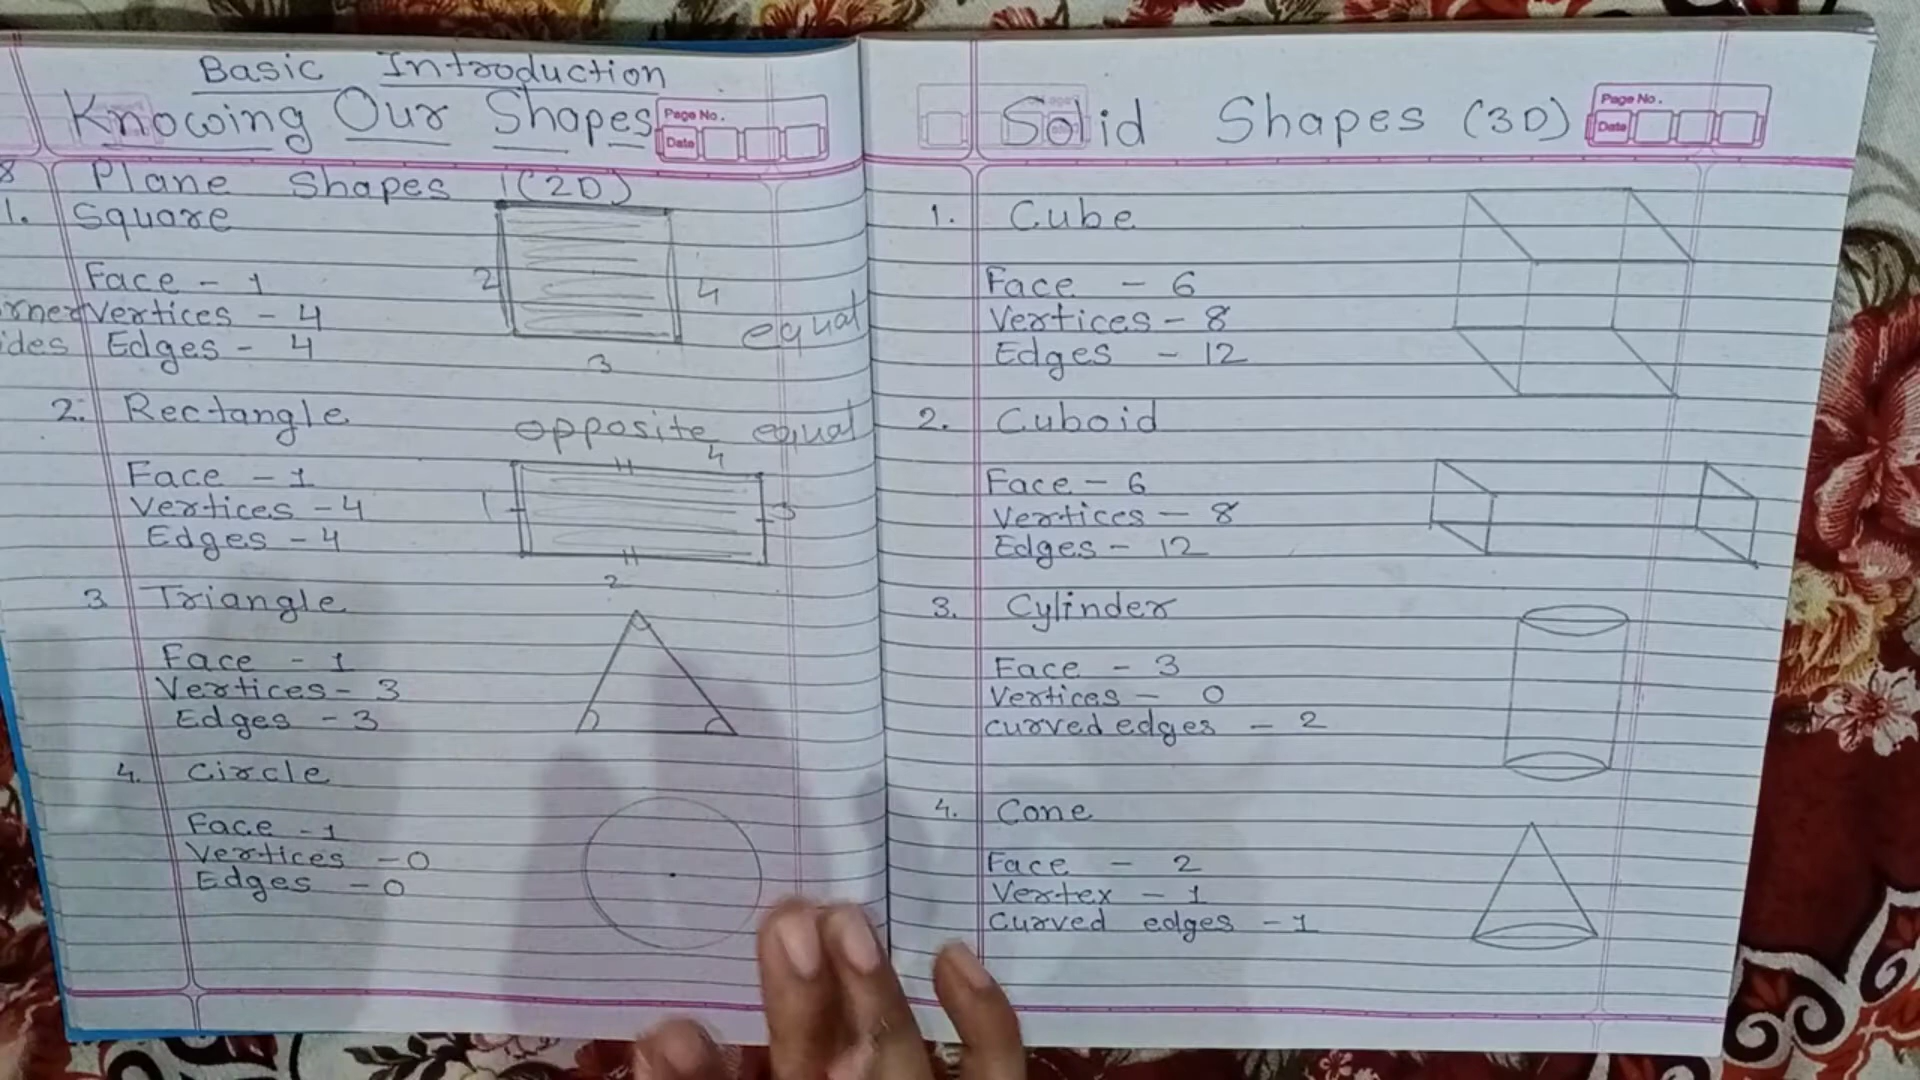 Basic Introduction
Knowing Our Shapes
Page No.
Date
Plane Shapes (2D)
1. Square
Face - 1
Vertices - 4
Edges - 4
2
4
3
equal
2. Rectangle
opposite equal
4
Face - 1
Vertices - 4
Edges - 4
1
3
2
3 Triangle
Face - 1
Vertices - 3
Edges - 3
4. Circle
Face - 1
Vertices - 0
Edges - 0
Solid Shapes (3D)
Page No.
Date
1. Cube
Face - 6
Vertices - 8
Edges - 12
2. Cuboid
Face - 6
Vertices - 8
Edges - 12
3. Cylinder
Face - 3
Vertices - 0
curved edges - 2
4. Cone
Face - 2
Vertex - 1
Curved edges - 1